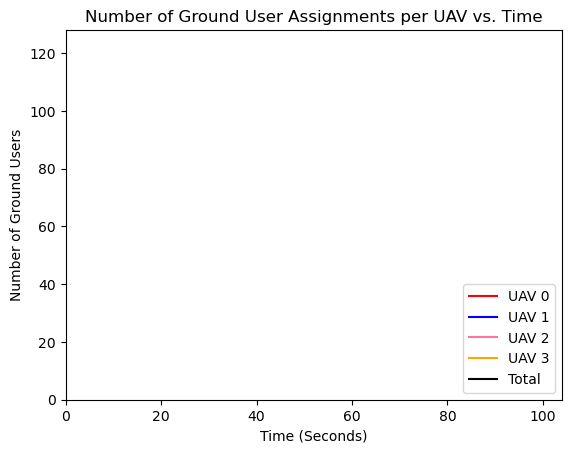 Number of Ground User Assignments per UAV vs. Time
Number of Ground Users
120
100
80
60
40
20
0
0 20 40 60 80 100
Time (Seconds)
UAV 0
UAV 1
UAV 2
UAV 3
Total